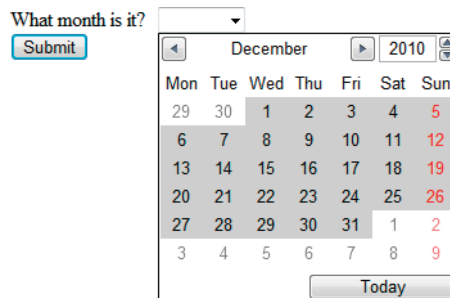 What month is it?
Submit
December 2010
Mon Tue Wed Thu Fri Sat Sun
29 30 1 2 3 4 5
6 7 8 9 10 11 12
13 14 15 16 17 18 19
20 21 22 23 24 25 26
27 28 29 30 31 1 2
3 4 5 6 7 8 9
Today